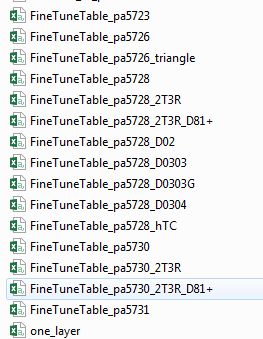 FineTuneTable_pa5723
FineTuneTable_pa5726
FineTuneTable_pa5726_triangle
FineTuneTable_pa5728
FineTuneTable_pa5728_2T3R
FineTuneTable_pa5728_2T3R_D81+
FineTuneTable_pa5728_D02
FineTuneTable_pa5728_D0303
FineTuneTable_pa5728_D0303G
FineTuneTable_pa5728_D0304
FineTuneTable_pa5728_hTC
FineTuneTable_pa5730
FineTuneTable_pa5730_2T3R
FineTuneTable_pa5730_2T3R_D81+
FineTuneTable_pa5731
one_layer